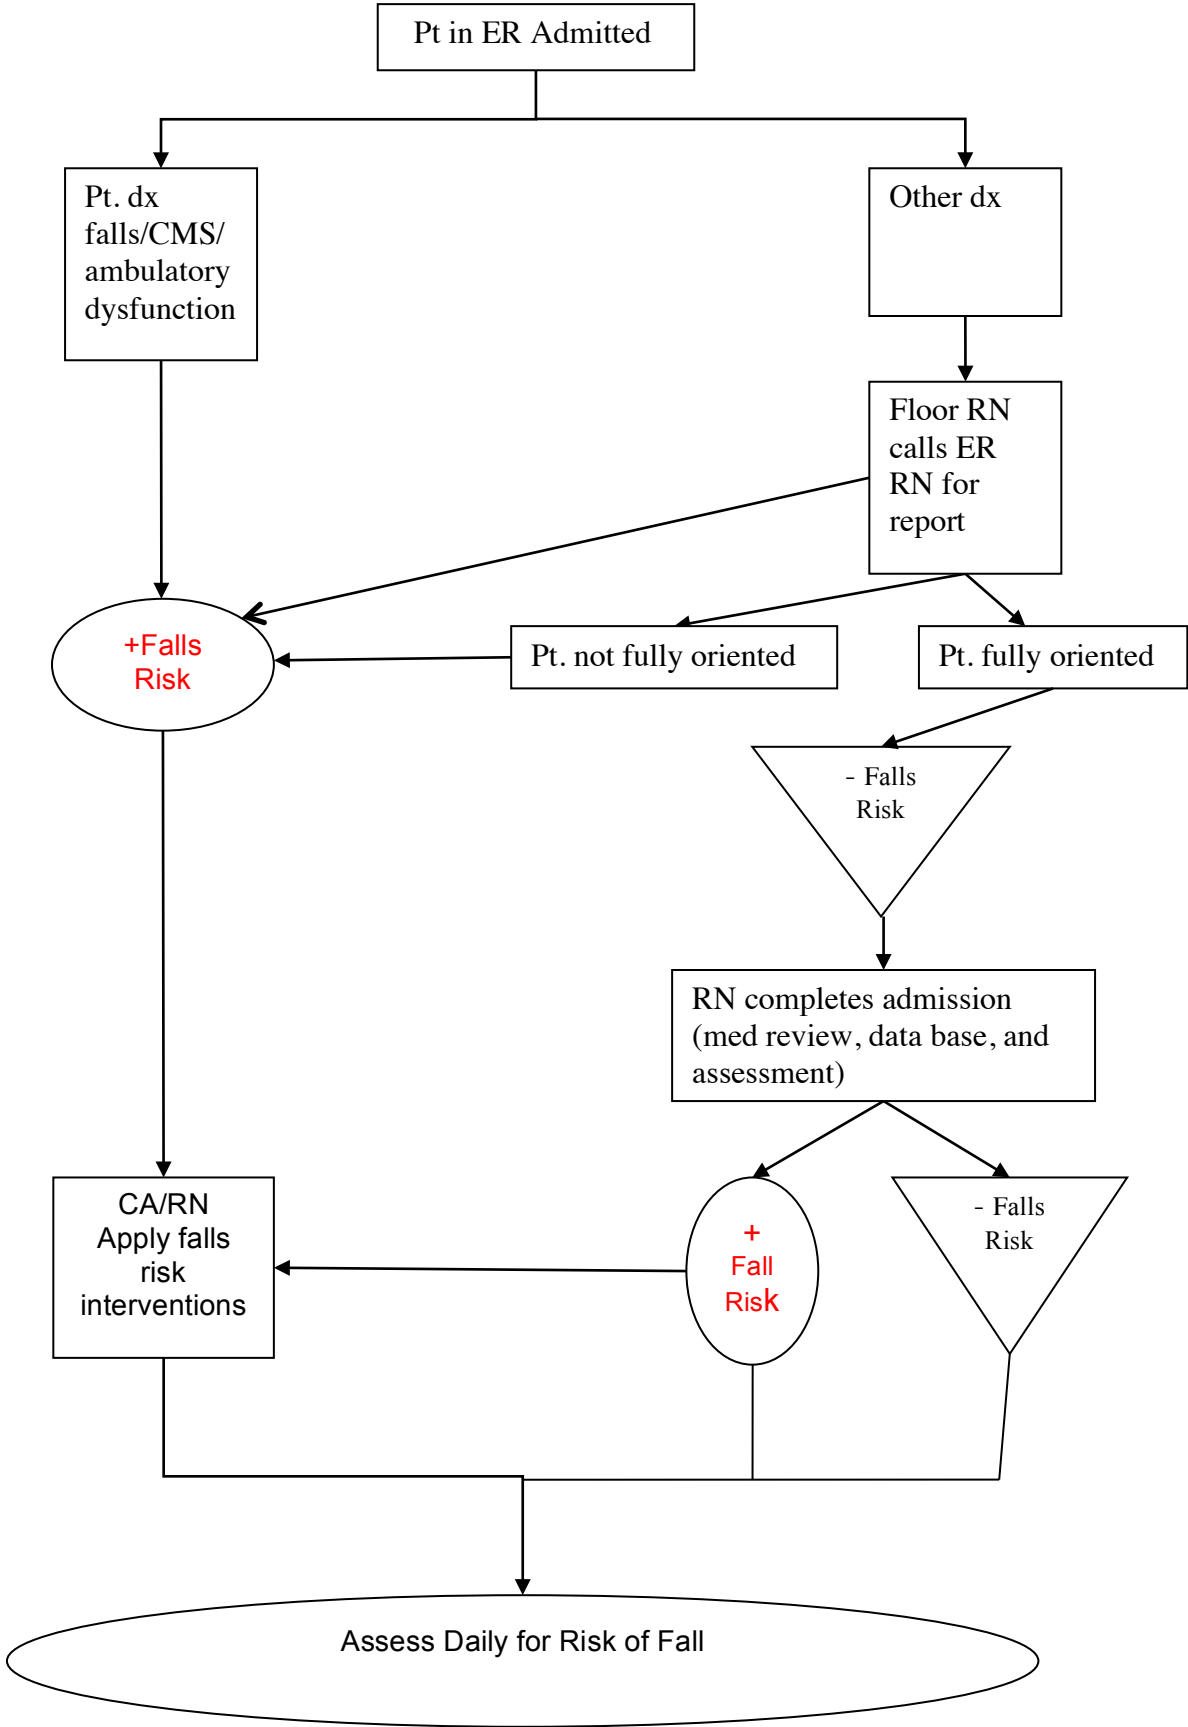 Pt in ER Admitted
Pt. dx
falls/CMS/
ambulatory
dysfunction
Other dx
Floor RN
calls ER
RN for
report
+Falls
Risk
Pt. not fully oriented
Pt. fully oriented
- Falls
Risk
RN completes admission
(med review, data base, and
assessment)
CA/RN
Apply falls
risk
interventions
+
Fall
Risk
- Falls
Risk
Assess Daily for Risk of Fall